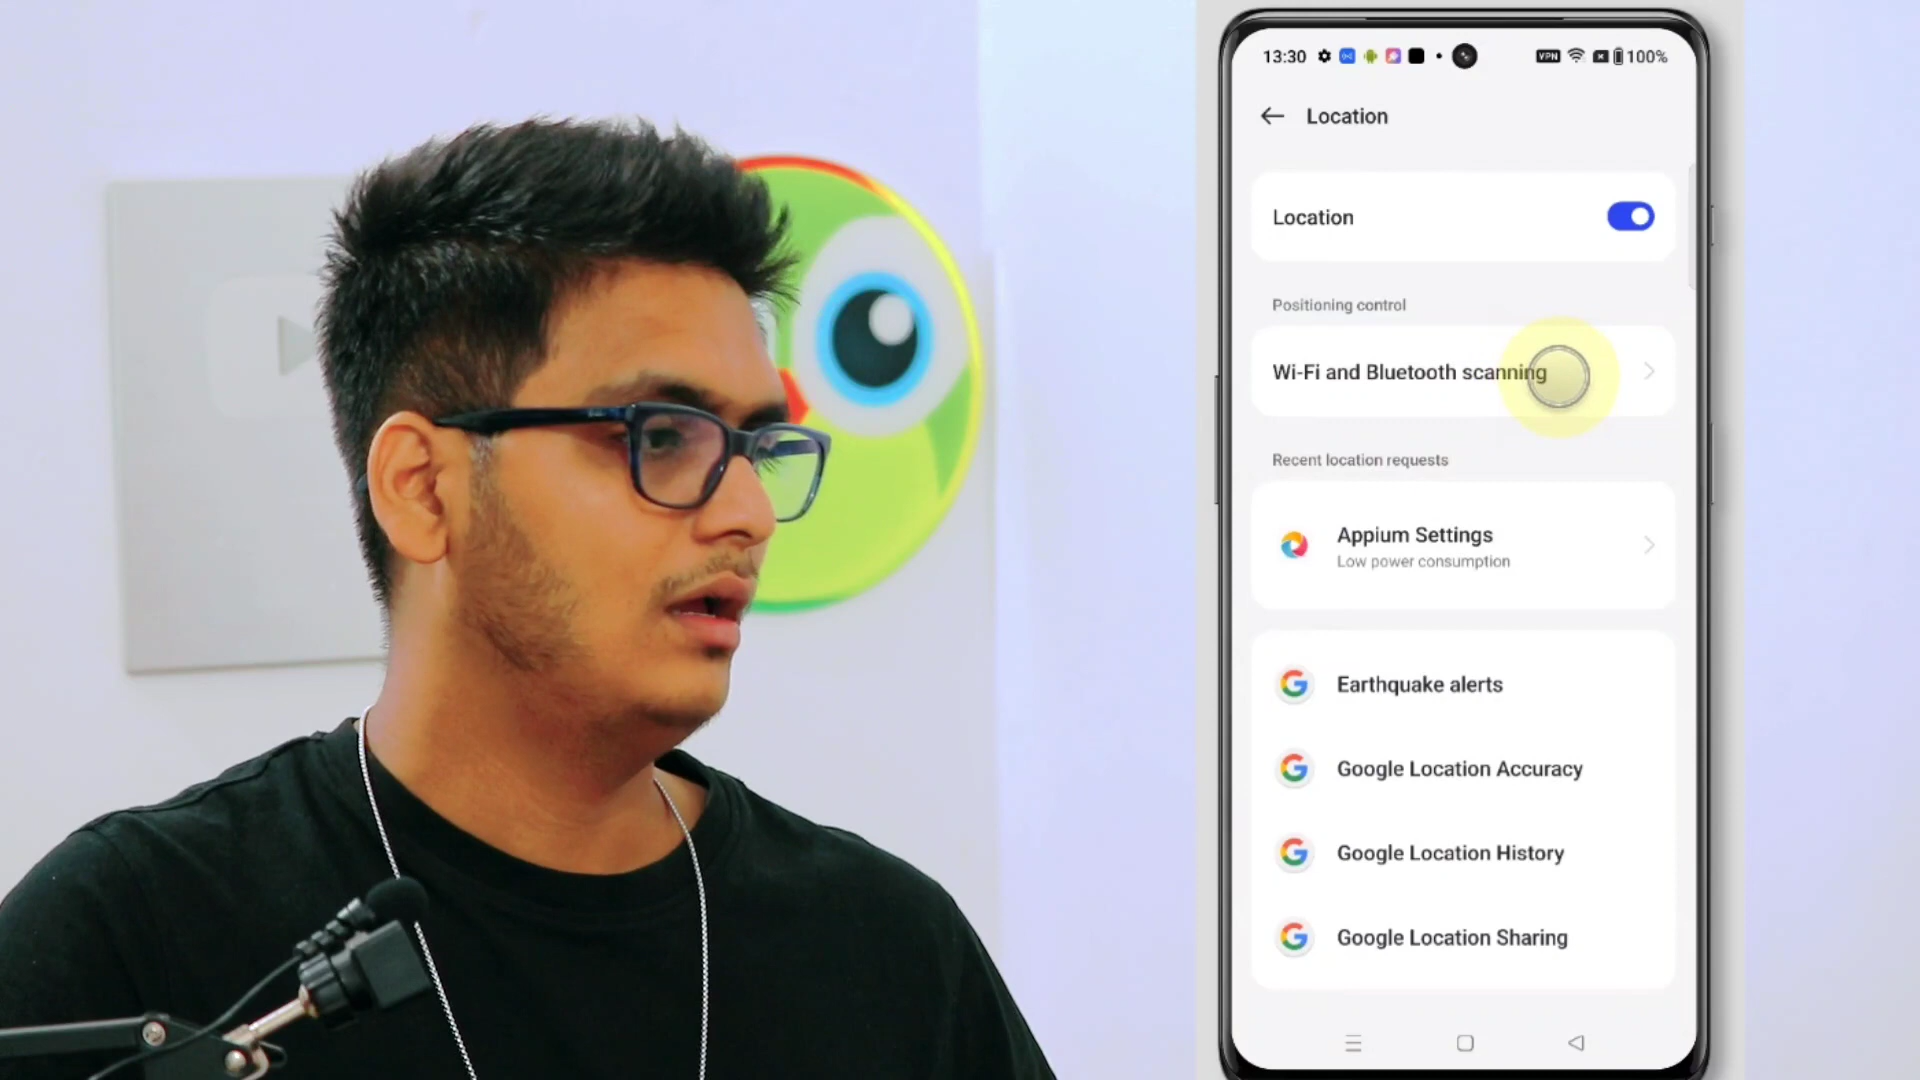 13:30
VPN
100%
Location
Location
Positioning control
Wi-Fi and Bluetooth scanning
Recent location requests
Appium Settings
Low power consumption
Earthquake alerts
Google Location Accuracy
Google Location History
Google Location Sharing